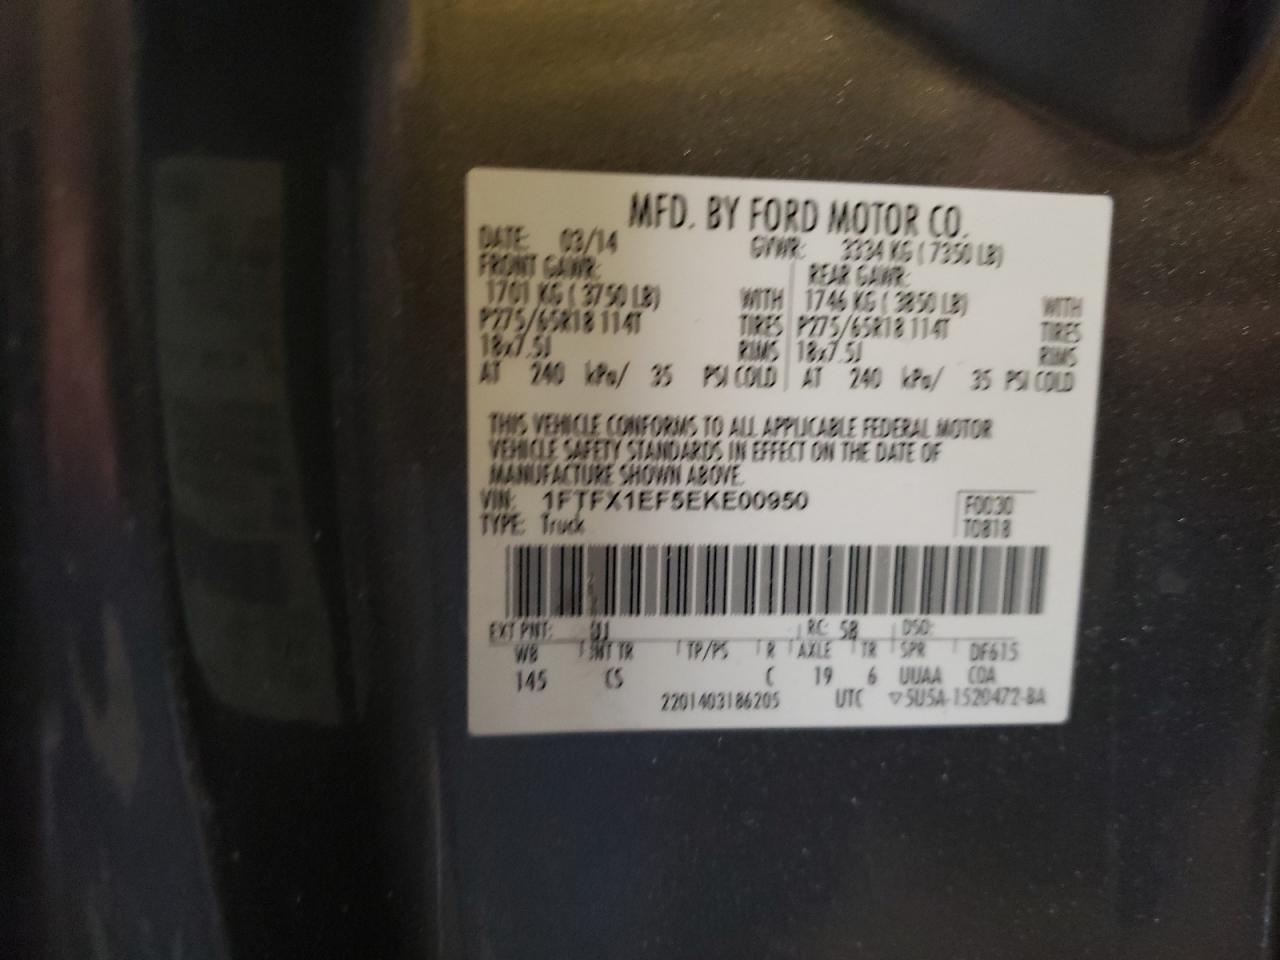 MFD. BY FORD MOTOR CO.
DATE: 03/14 GVWR: 3334 KG ( 7350 LB)
FRONT GAWR: REAR GAWR:
1701 KG ( 3750 LB) WITH 1746 KG ( 3850 LB) WITH
P275/65R18 114T TIRES P275/65R18 114T TIRES
18x7.5J RIMS 18x7.5J RIMS
AT 240 kPa/ 35 PSI COLD AT 240 kPa/ 35 PSI COLD
THIS VEHICLE CONFORMS TO ALL APPLICABLE FEDERAL MOTOR
VEHICLE SAFETY STANDARDS IN EFFECT ON THE DATE OF
MANUFACTURE SHOWN ABOVE.
VIN: 1FTFX1EF5EKE00950 F0030
TYPE: Truck T0818
EXT PNT: UJ RC: 58 DSO:
WB INT TR TP/PS R AXLE TR SPR DF615
145 CS C 19 6 UUAA COA
2201403186205 UTC ▽5U5A-1520472-BA